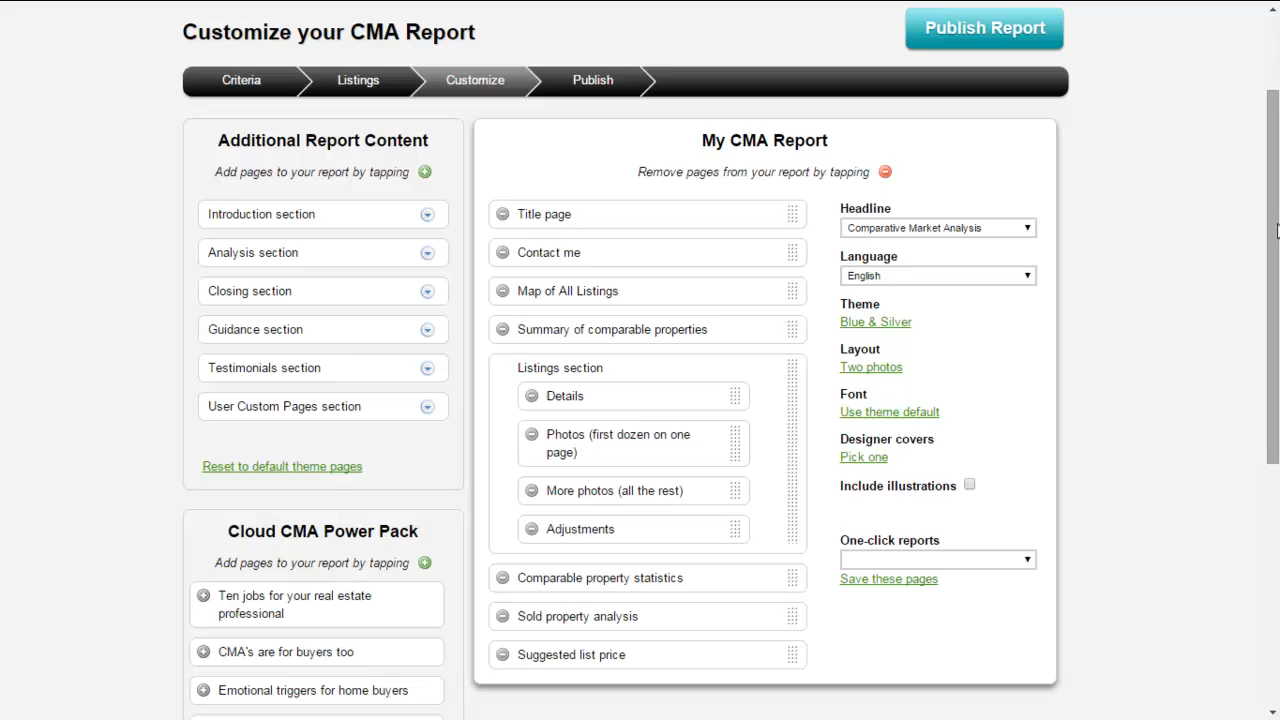 Customize your CMA Report
Publish Report
Criteria
Listings
Customize
Publish
Additional Report Content
Add pages to your report by tapping
Introduction section
Analysis section
Closing section
Guidance section
Testimonials section
User Custom Pages section
Reset to default theme pages
Cloud CMA Power Pack
Add pages to your report by tapping
Ten jobs for your real estate
professional
CMA's are for buyers too
Emotional triggers for home buyers
My CMA Report
Remove pages from your report by tapping
Title page
Contact me
Map of All Listings
Summary of comparable properties
Listings section
Details
Photos (first dozen on one
page)
More photos (all the rest)
Adjustments
Comparable property statistics
Sold property analysis
Suggested list price
Headline
Comparative Market Analysis
Language
English
Theme
Blue & Silver
Layout
Two photos
Font
Use theme default
Designer covers
Pick one
Include illustrations
One-click reports
Save these pages